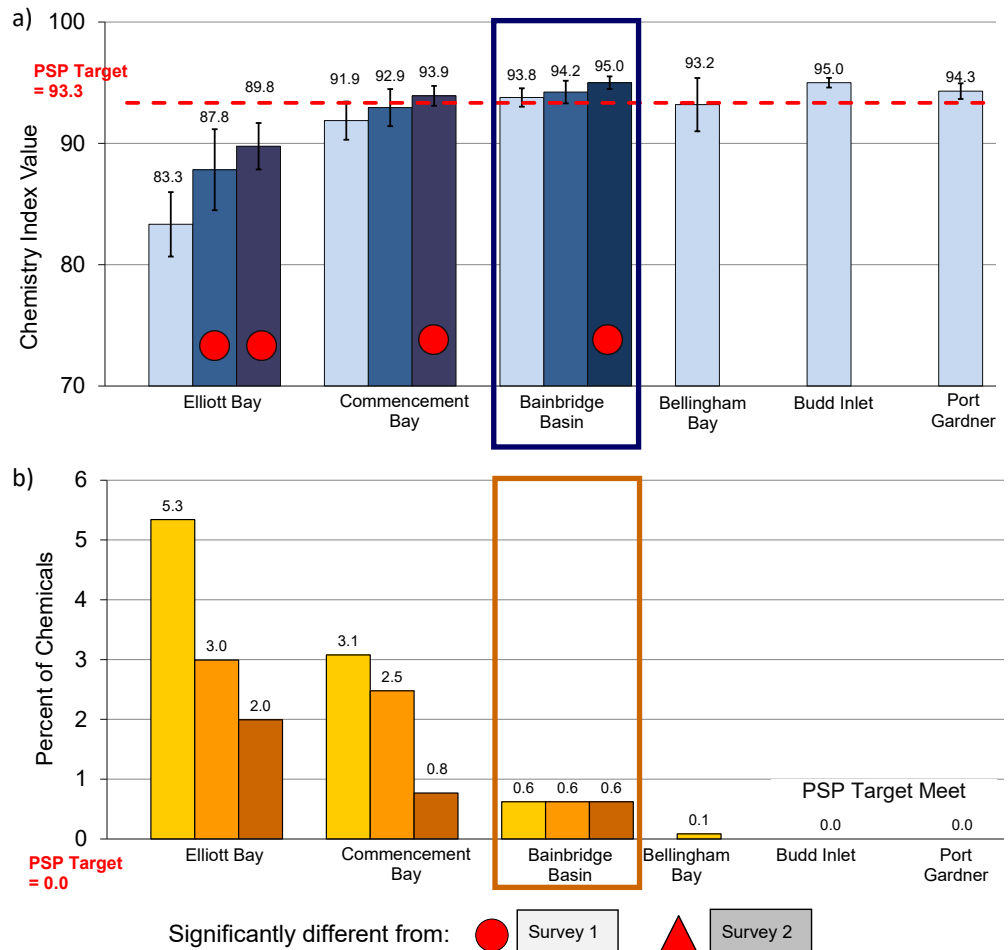 a)
100
90
80
70
Chemistry Index Value
PSP Target
= 93.3
83.3
87.8
89.8
91.9
92.9
93.9
93.8
94.2
95.0
93.2
95.0
94.3
Elliott Bay
Commencement
Bay
Bainbridge
Basin
Bellingham
Bay
Budd Inlet
Port
Gardner
b)
6
5
4
3
2
1
0
Percent of Chemicals
PSP Target
= 0.0
5.3
3.0
2.0
3.1
2.5
0.8
0.6
0.6
0.6
0.1
PSP Target Meet
0.0
0.0
Elliott Bay
Commencement
Bay
Bainbridge
Basin
Bellingham
Bay
Budd Inlet
Port
Gardner
Significantly different from: Survey 1 Survey 2